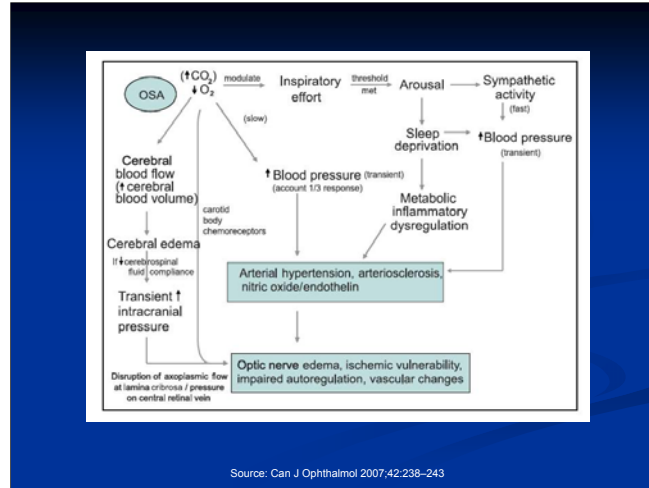 OSA
(↑CO₂)
↓O₂
modulate
Inspiratory
effort
threshold
met
Arousal
Sympathetic
activity
(fast)
(slow)
Sleep
deprivation
↑Blood pressure
(transient)
Cerebral
blood flow
(↑cerebral
blood volume)
↑Blood pressure (transient)
(account 1/3 response)
carotid
body
chemoreceptors
Metabolic
inflammatory
dysregulation
Cerebral edema
If ↓cerebrospinal
fluid compliance
Arterial hypertension, arteriosclerosis,
nitric oxide/endothelin
Transient ↑
intracranial
pressure
Disruption of axoplasmic flow
at lamina cribrosa / pressure
on central retinal vein
Optic nerve edema, ischemic vulnerability,
impaired autoregulation, vascular changes
Source: Can J Ophthalmol 2007;42:238–243